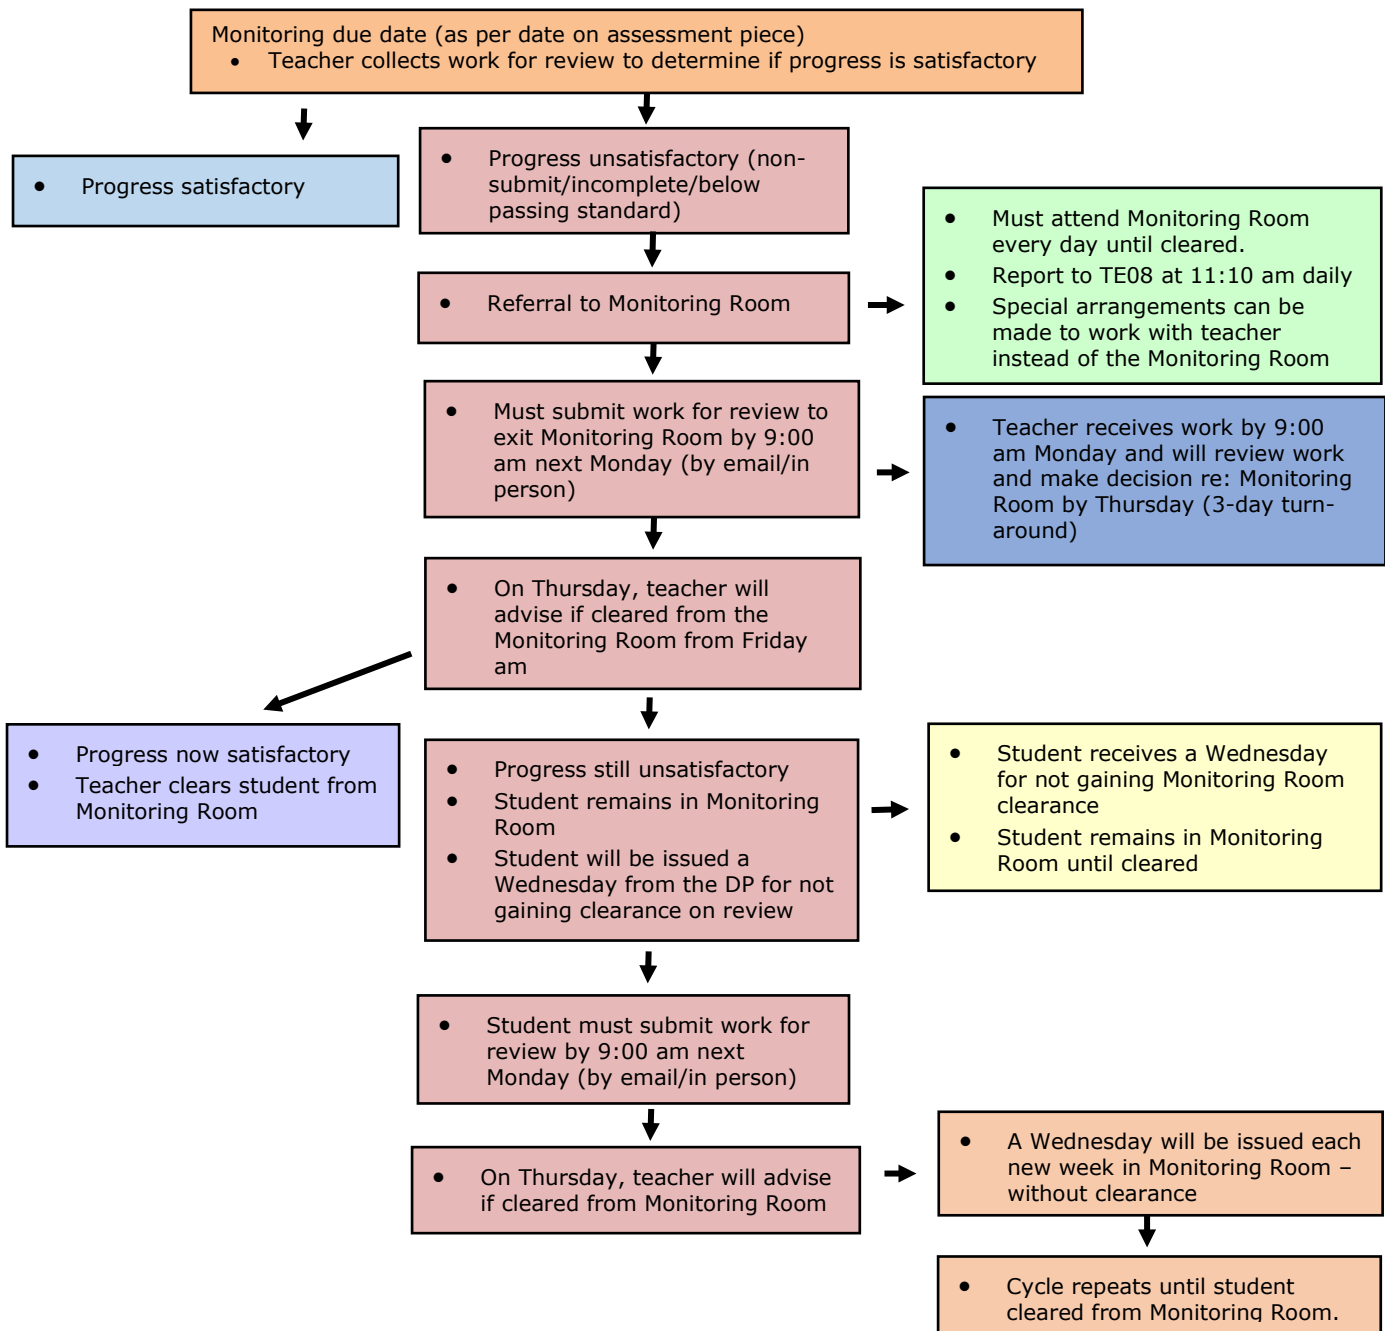 Monitoring due date (as per date on assessment piece)
• Teacher collects work for review to determine if progress is satisfactory
• Progress satisfactory
• Progress unsatisfactory (non-
submit/incomplete/below
passing standard)
• Referral to Monitoring Room
• Must attend Monitoring Room
every day until cleared.
• Report to TE08 at 11:10 am daily
• Special arrangements can be
made to work with teacher
instead of the Monitoring Room
• Must submit work for review to
exit Monitoring Room by 9:00
am next Monday (by email/in
person)
• Teacher receives work by 9:00
am Monday and will review work
and make decision re: Monitoring
Room by Thursday (3-day turn-
around)
• On Thursday, teacher will
advise if cleared from the
Monitoring Room from Friday
am
• Progress now satisfactory
• Teacher clears student from
Monitoring Room
• Progress still unsatisfactory
• Student remains in Monitoring
Room
• Student will be issued a
Wednesday from the DP for not
gaining clearance on review
• Student receives a Wednesday
for not gaining Monitoring Room
clearance
• Student remains in Monitoring
Room until cleared
• Student must submit work for
review by 9:00 am next
Monday (by email/in person)
• On Thursday, teacher will advise
if cleared from Monitoring Room
• A Wednesday will be issued each
new week in Monitoring Room –
without clearance
• Cycle repeats until student
cleared from Monitoring Room.